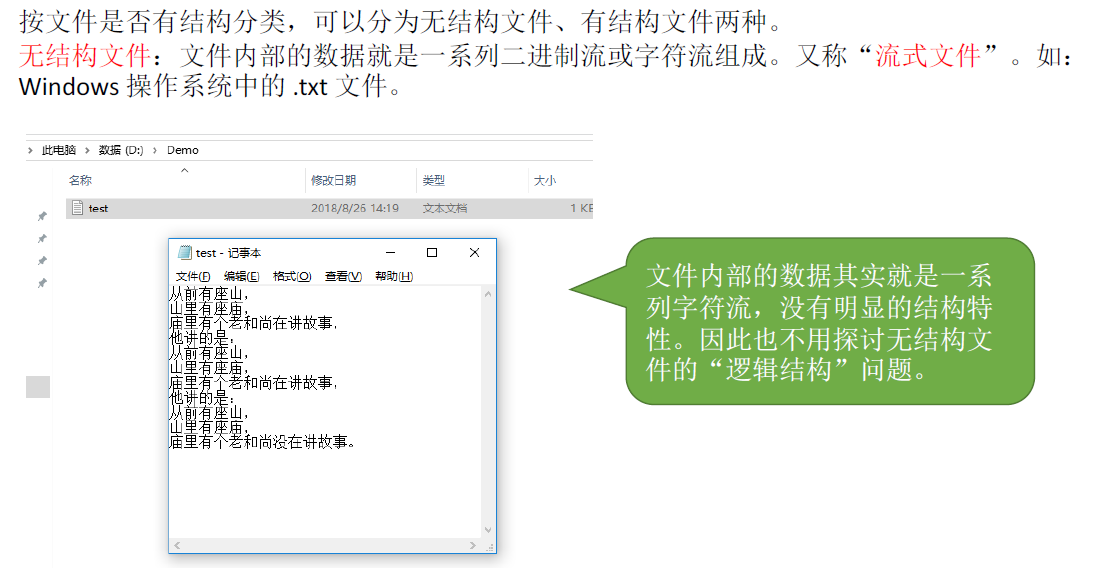 按文件是否有结构分类，可以分为无结构文件、有结构文件两种。
无结构文件：文件内部的数据就是一系列二进制流或字符流组成。又称“流式文件”。如：
Windows 操作系统中的 .txt 文件。
此电脑 > 数据 (D:) > Demo
名称 修改日期 类型 大小
test 2018/8/26 14:19 文本文档 1 KB
test - 记事本
文件(F) 编辑(E) 格式(O) 查看(V) 帮助(H)
从前有座山，
山里有座庙，
庙里有个老和尚在讲故事，
他讲的是：
从前有座山，
山里有座庙，
庙里有个老和尚在讲故事，
他讲的是：
从前有座山，
山里有座庙，
庙里有个老和尚没在讲故事。
文件内部的数据其实就是一系
列字符流，没有明显的结构特
性。因此也不用探讨无结构文
件的“逻辑结构”问题。